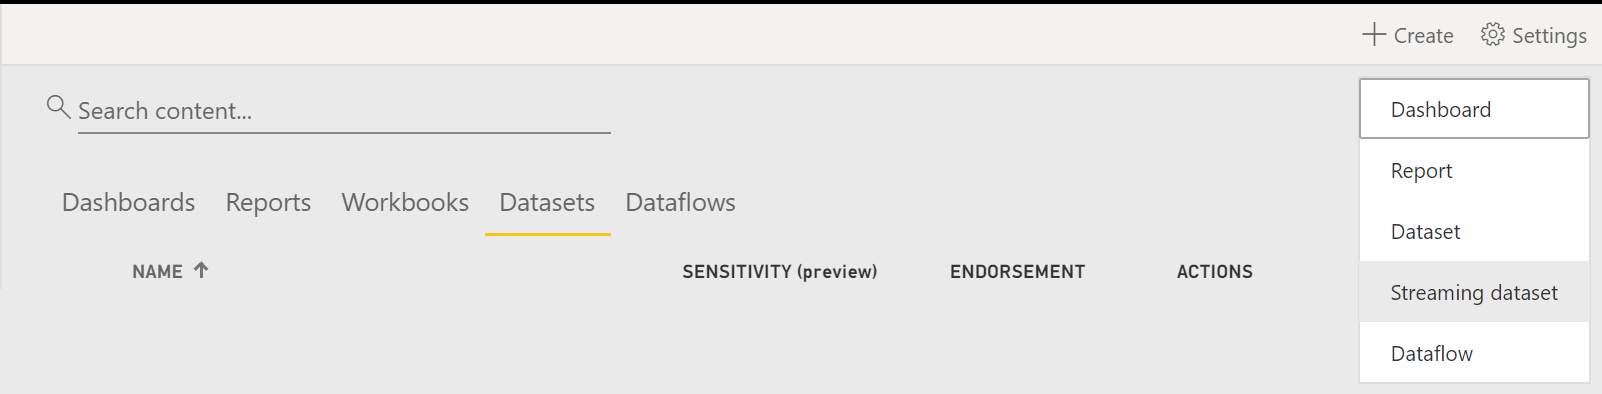 Create Settings
Search content...
Dashboard
Report
Dashboards Reports Workbooks Datasets Dataflows
Dataset
NAME SENSITIVITY (preview) ENDORSEMENT ACTIONS
Streaming dataset
Dataflow